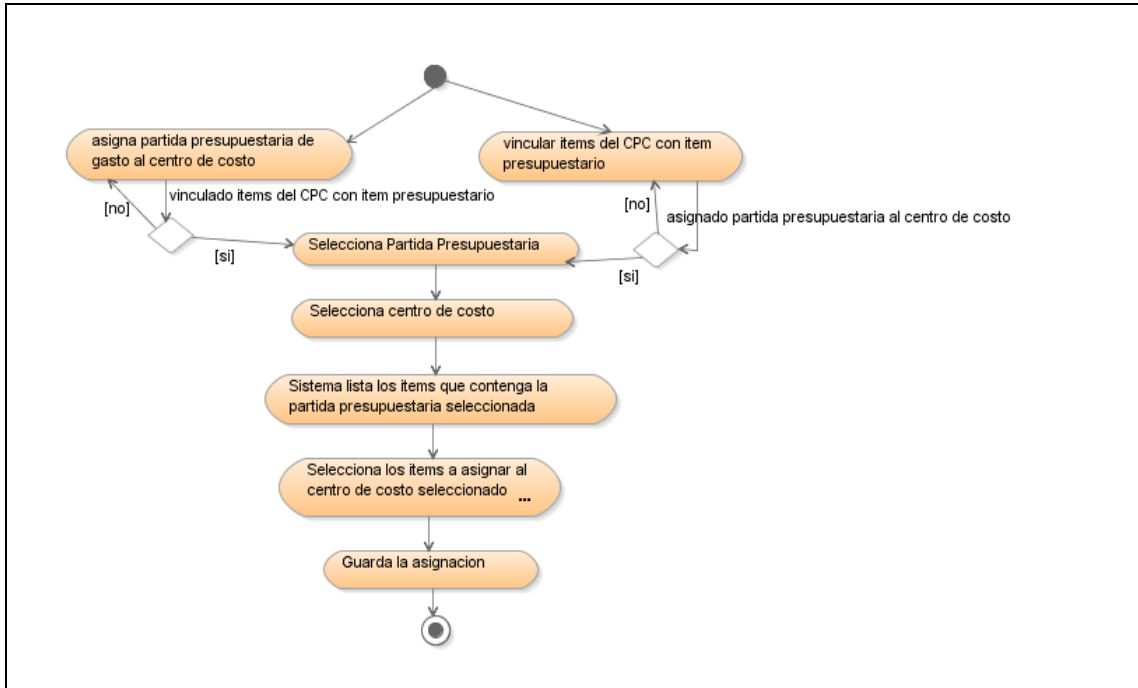 asigna partida presupuestaria de
gasto al centro de costo
vincular items del CPC con item
presupuestario
vinculado items del CPC con item presupuestario
[no]
[no]
asignado partida presupuestaria al centro de costo
Selecciona Partida Presupuestaria
[si]
[si]
Selecciona centro de costo
Sistema lista los items que contenga la
partida presupuestaria seleccionada
Selecciona los items a asignar al
centro de costo seleccionado ...
Guarda la asignacion